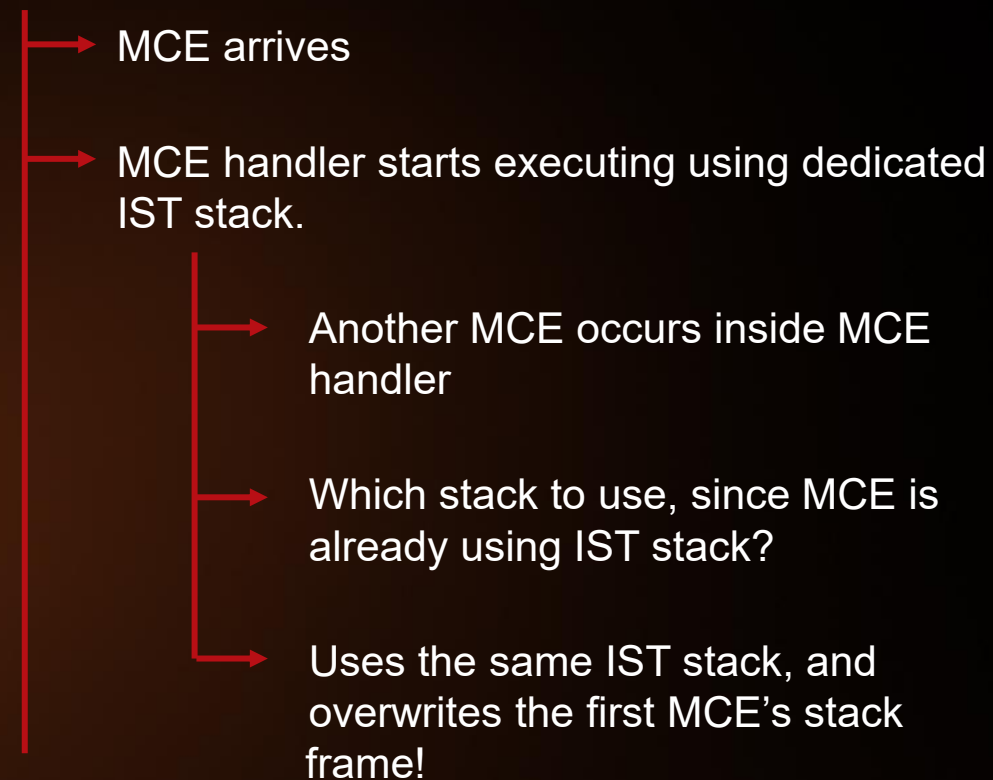 MCE arrives
MCE handler starts executing using dedicated
IST stack.
Another MCE occurs inside MCE
handler
Which stack to use, since MCE is
already using IST stack?
Uses the same IST stack, and
overwrites the first MCE’s stack
frame!